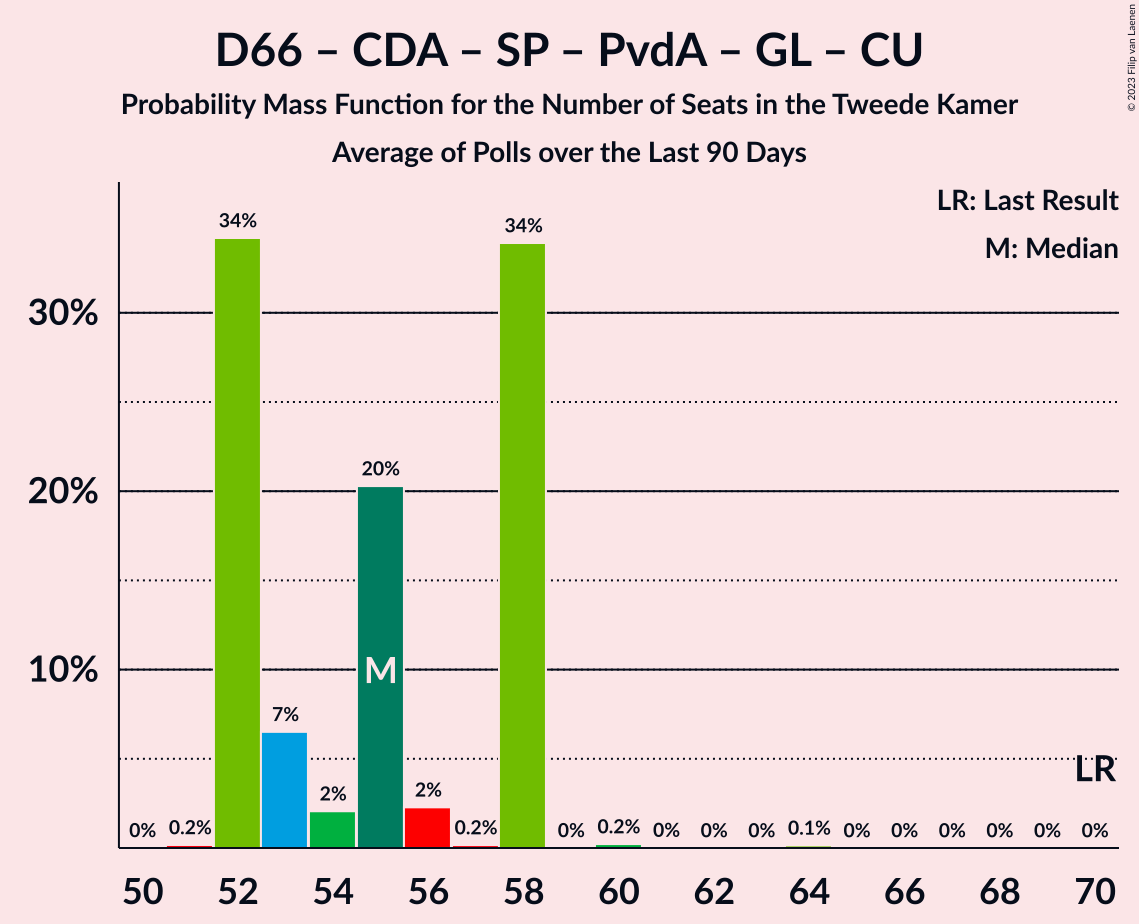 D66 – CDA – SP – PvdA – GL – CU
Probability Mass Function for the Number of Seats in the Tweede Kamer
Average of Polls over the Last 90 Days
© 2023 Filip van Laenen
LR: Last Result
M: Median
30%
20%
10%
0%
0.2%
34%
7%
2%
20%
2%
0.2%
34%
0%
0.2%
0%
0%
0%
0.1%
0%
0%
0%
0%
0%
0%
M
LR
50 52 54 56 58 60 62 64 66 68 70